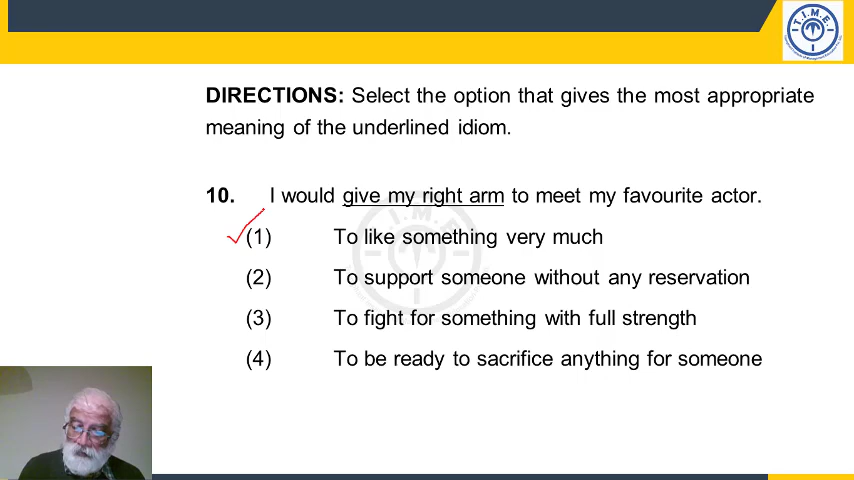 T.I.M.E.
DIRECTIONS: Select the option that gives the most appropriate
meaning of the underlined idiom.
10. I would give my right arm to meet my favourite actor.
(1) To like something very much
(2) To support someone without any reservation
(3) To fight for something with full strength
(4) To be ready to sacrifice anything for someone